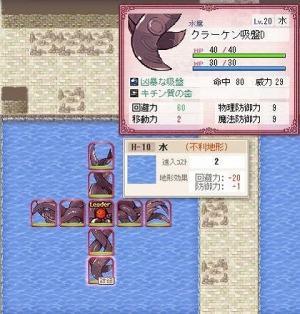 水窟 Lv.20 水
クラーケン吸盤D
HP 40 / 40
MP 30 / 30
凶暴な吸盤 命中 80 威力 29
キチン質の歯
回避力 60 物理防御力 9
移動力 2 魔法防御力 9
H-10 水 (不利地形)
進入コスト 2
地形効果 回避力: -20
防御力: -1
Leader